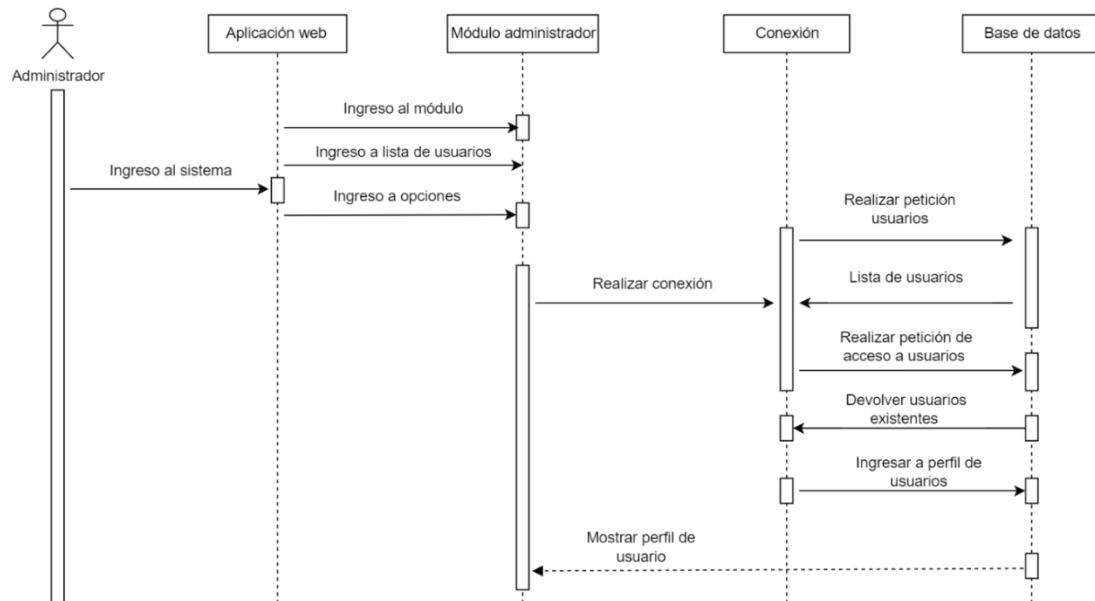 Aplicación web
Módulo administrador
Conexión
Base de datos
Administrador
Ingreso al módulo
Ingreso a lista de usuarios
Ingreso al sistema
Ingreso a opciones
Realizar petición
usuarios
Realizar conexión
Lista de usuarios
Realizar petición de
acceso a usuarios
Devolver usuarios
existentes
Ingresar a perfil de
usuarios
Mostrar perfil de
usuario